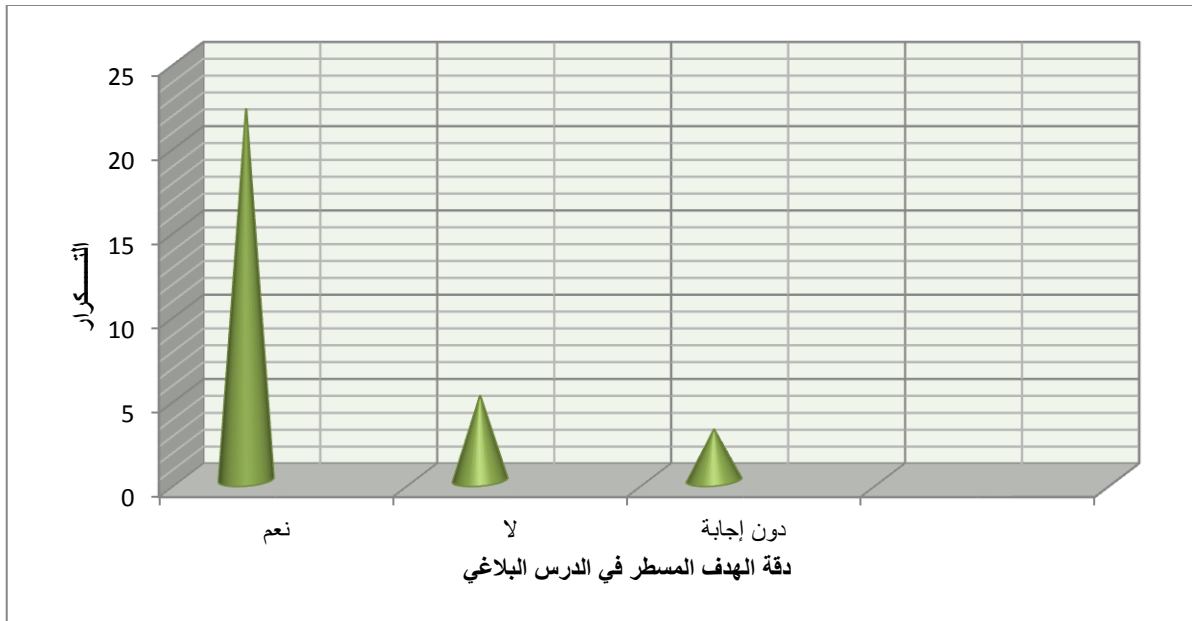 25
20
15
10
5
0
التـــكرار
نعم
لا
دون إجابة
دقة الهدف المسطر في الدرس البلاغي